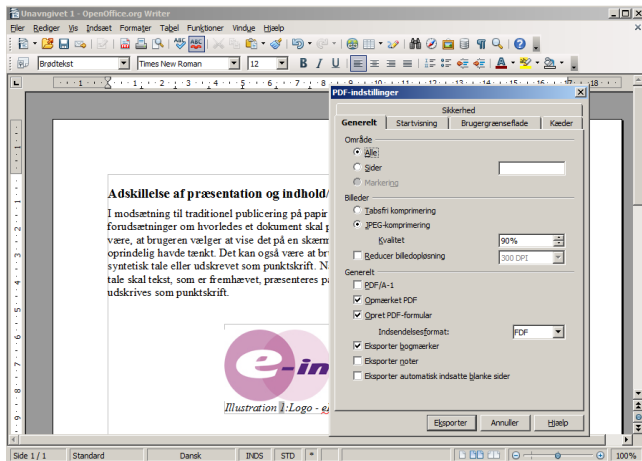 Unavngivet 1 - OpenOffice.org Writer
Filer Rediger Vis Indsæt Formater Tabel Funktioner Vindue Hjælp
Brødtekst Times New Roman 12 B I U
PDF-indstillinger
Sikkerhed
Generelt Startvisning Brugergrænseflade Kæder
Område
Alle
Sider
Markering
Billeder
Tabsfri komprimering
JPEG-komprimering
Kvalitet 90%
Reducer billedopløsning 300 DPI
Generelt
PDF/A-1
Opmærket PDF
Opret PDF-formular
Indsendelsesformat: FDF
Eksporter bogmærker
Eksporter noter
Eksporter automatisk indsatte blanke sider
Eksporter Annuller Hjælp
Adskillelse af præsentation og indhold/
I modsætning til traditionel publicering på papir
forudsætninger om hvorledes et dokument skal p
være, at brugeren vælger at vise det på en skærm
oprindelig havde tænkt. Det kan også være at br
syntetisk tale eller udskrevet som punktskrift. N
tale skal tekst, som er fremhævet, præsenteres på
udskrives som punktskrift.
e-in
Illustration 1:Logo - e
Side 1 / 1 Standard Dansk INDS STD * 100%